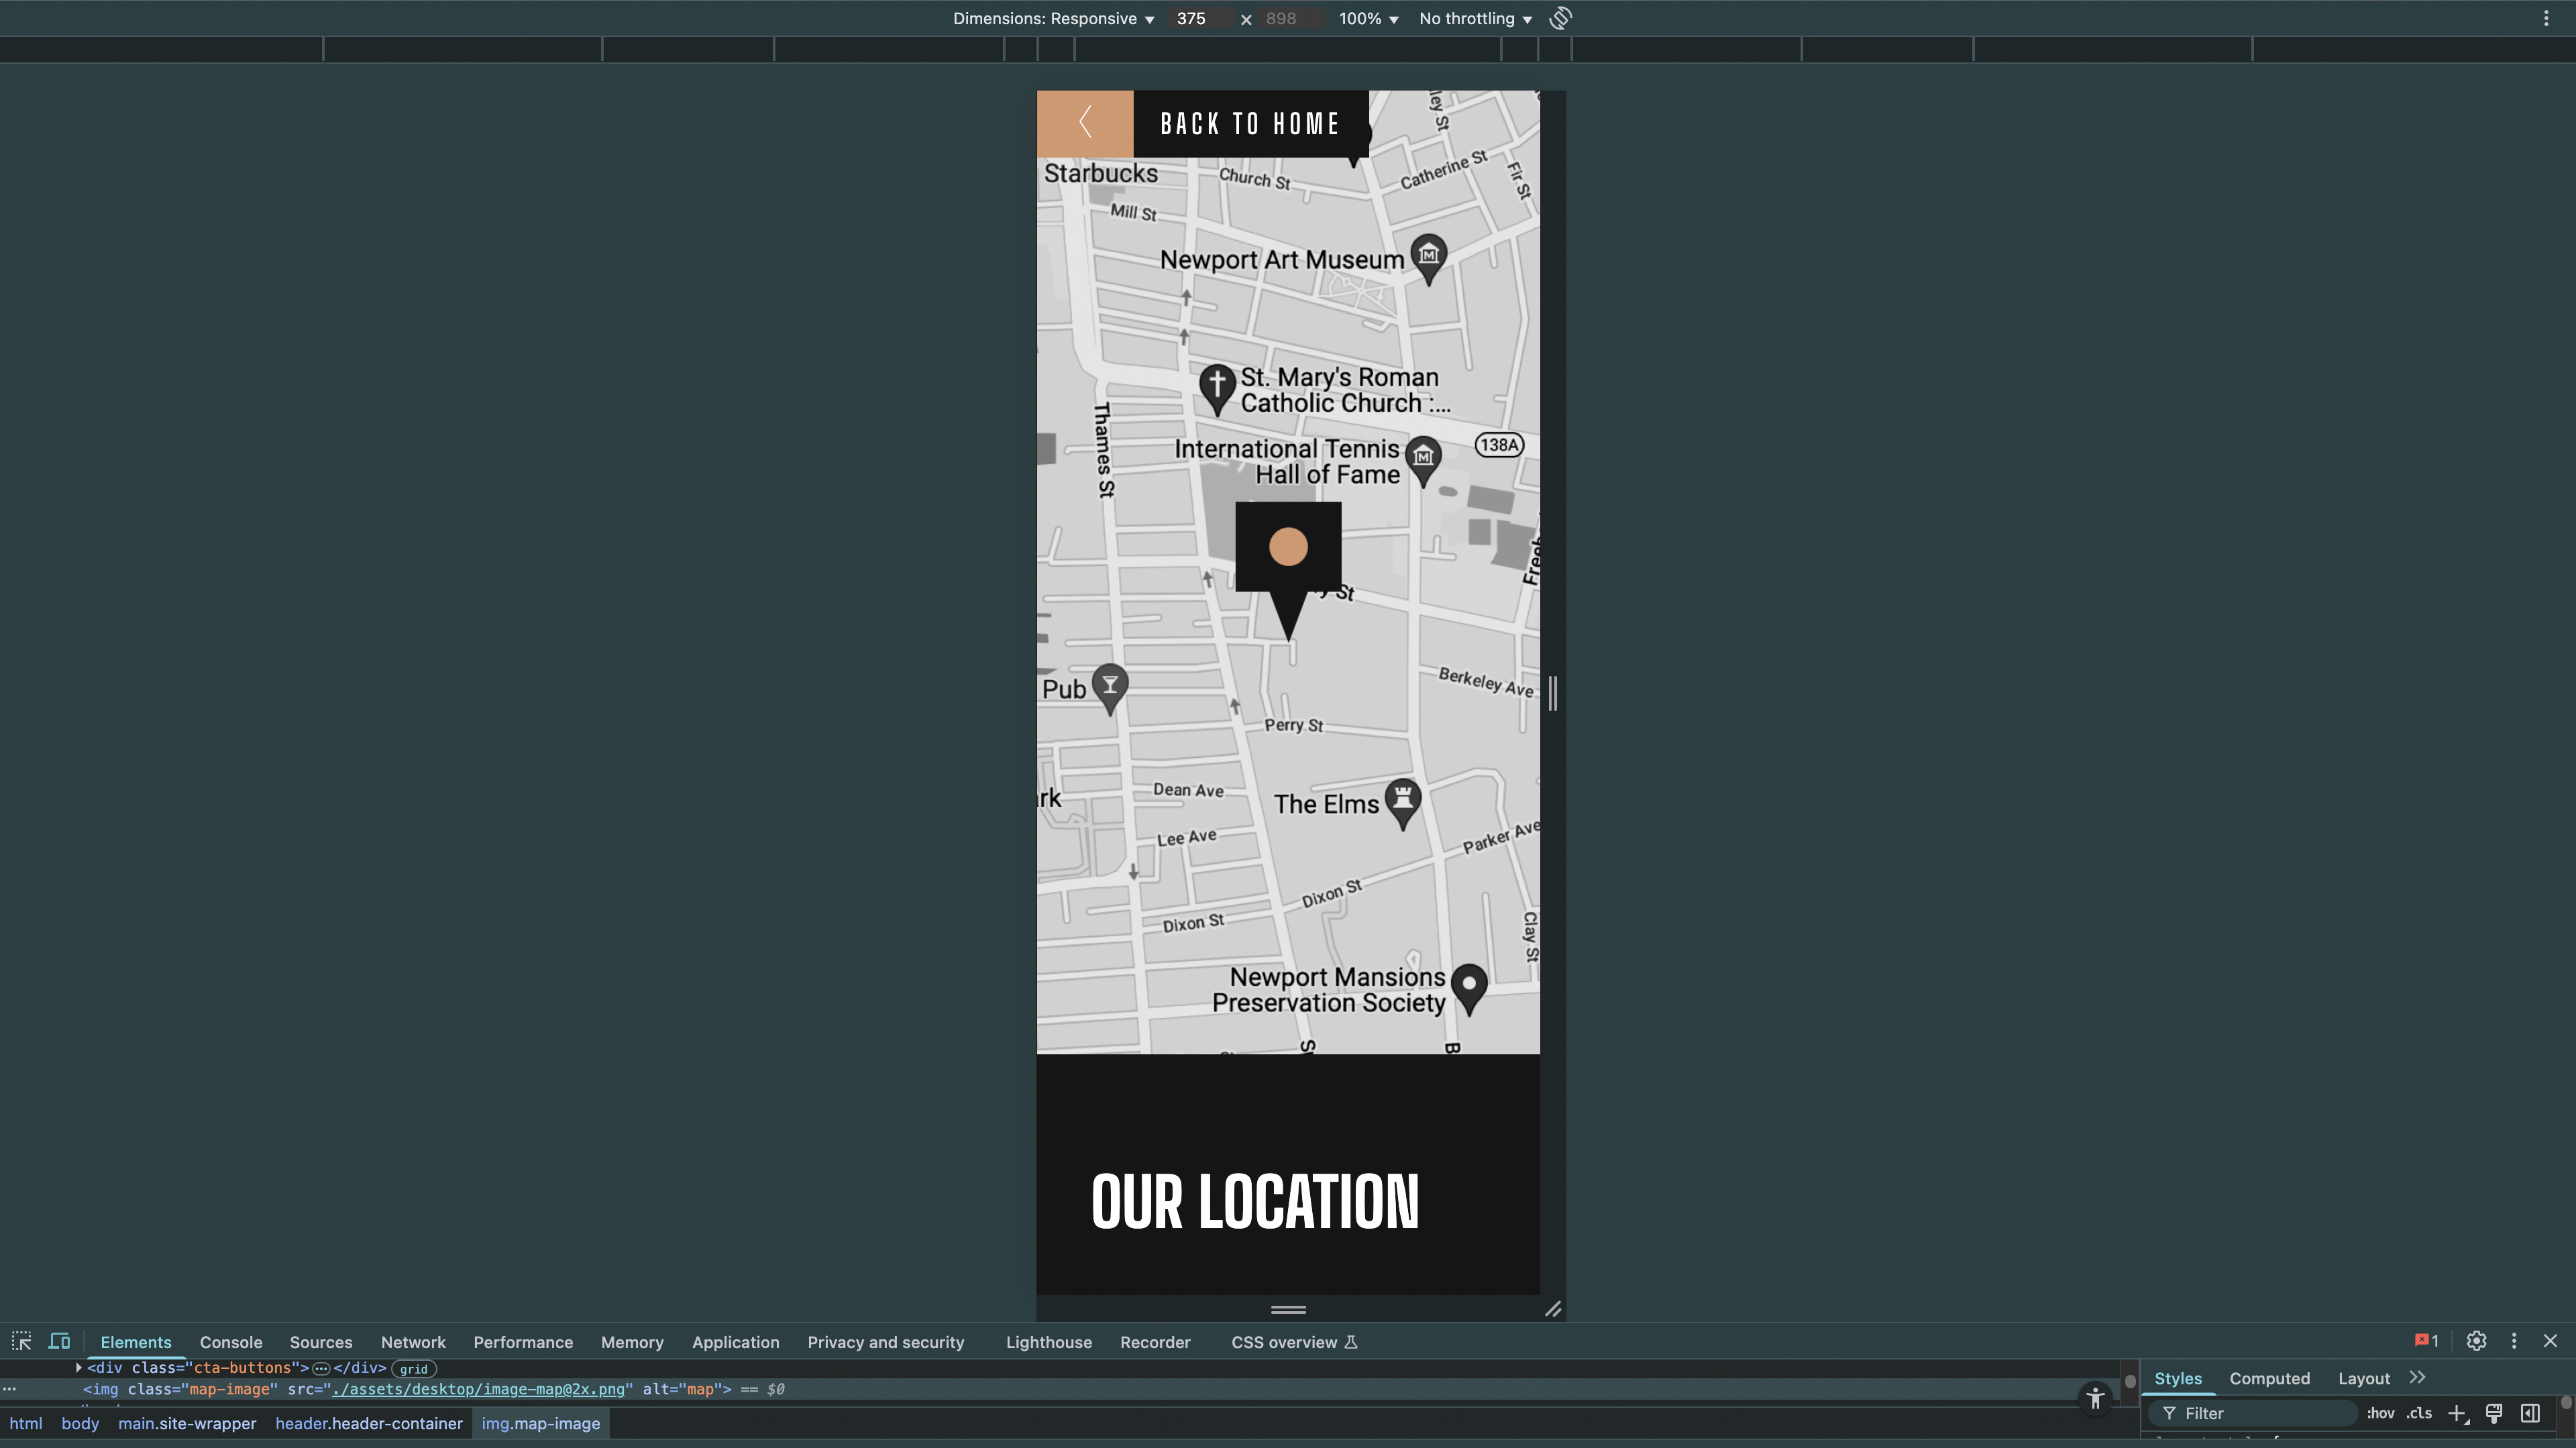 Dimensions: Responsive ▼ 375 × 898 100% ▼ No throttling ▼
BACK TO HOME
ley St
Catherine St
Fir St
Starbucks
Church St
Mill St
Newport Art Museum
St. Mary's Roman
Catholic Church :...
Thames St
International Tennis
Hall of Fame
138A
y St
Berkeley Ave
Pub
Perry St
Dean Ave
rk
The Elms
Lee Ave
Parker Ave
Dixon St
Dixon St
Clay St
Newport Mansions
Preservation Society
B
OUR LOCATION
Elements Console Sources Network Performance Memory Application Privacy and security Lighthouse Recorder CSS overview 1
<div class="cta-buttons">…</div> grid
… <img class="map-image" src="./assets/desktop/image-map@2x.png" alt="map"> == $0
html body main.site-wrapper header.header-container img.map-image
Styles Computed Layout
Filter :hov .cls